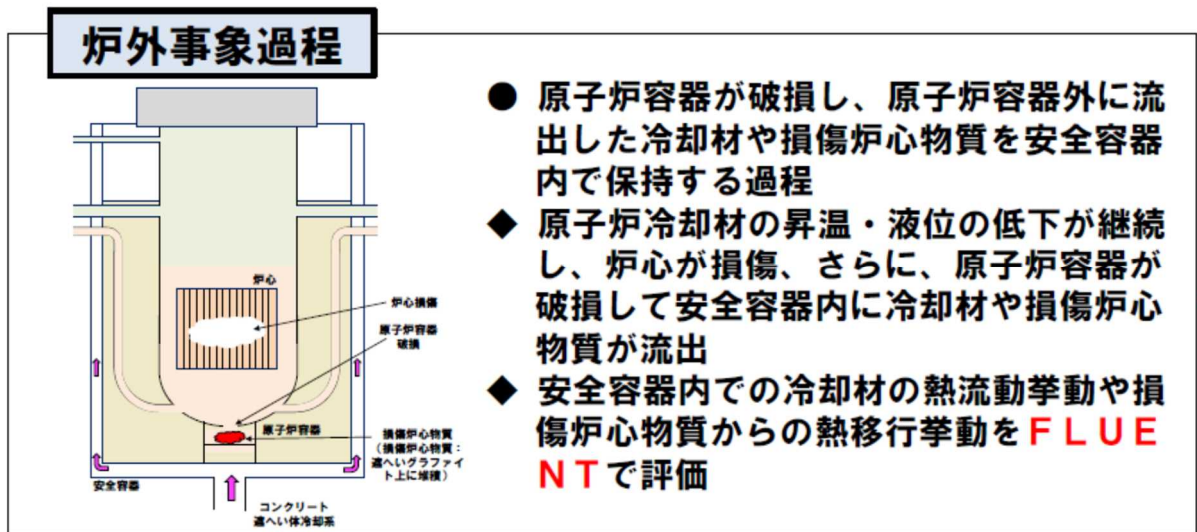 炉外事象過程
● 原子炉容器が破損し、原子炉容器外に流
出した冷却材や損傷炉心物質を安全容器
内で保持する過程
◆ 原子炉冷却材の昇温・液位の低下が継続
し、炉心が損傷、さらに、原子炉容器が
破損して安全容器内に冷却材や損傷炉心
物質が流出
◆ 安全容器内での冷却材の熱流動挙動や損
傷炉心物質からの熱移行挙動をＦＬＵＥ
ＮＴで評価
炉心
炉心損傷
原子炉容器
破損
原子炉容器
損傷炉心物質
（損傷炉心物質：
遮へいグラファイ
ト上に堆積）
安全容器
コンクリート
遮へい体冷却系